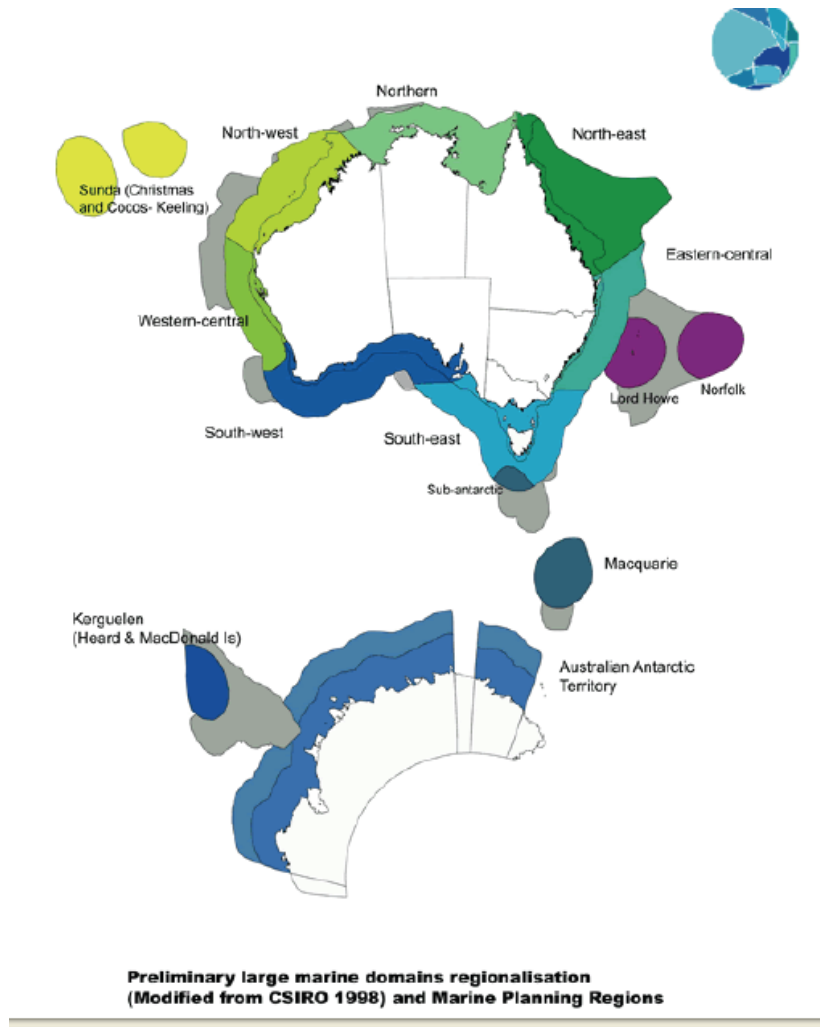 Northern
North-west
North-east
Sunda (Christmas
and Cocos- Keeling)
Eastern-central
Western-central
Lord Howe
Norfolk
South-west
South-east
Sub-antarctic
Macquarie
Kerguelen
(Heard & MacDonald Is)
Australian Antarctic
Territory
Preliminary large marine domains regionalisation
(Modified from CSIRO 1998) and Marine Planning Regions